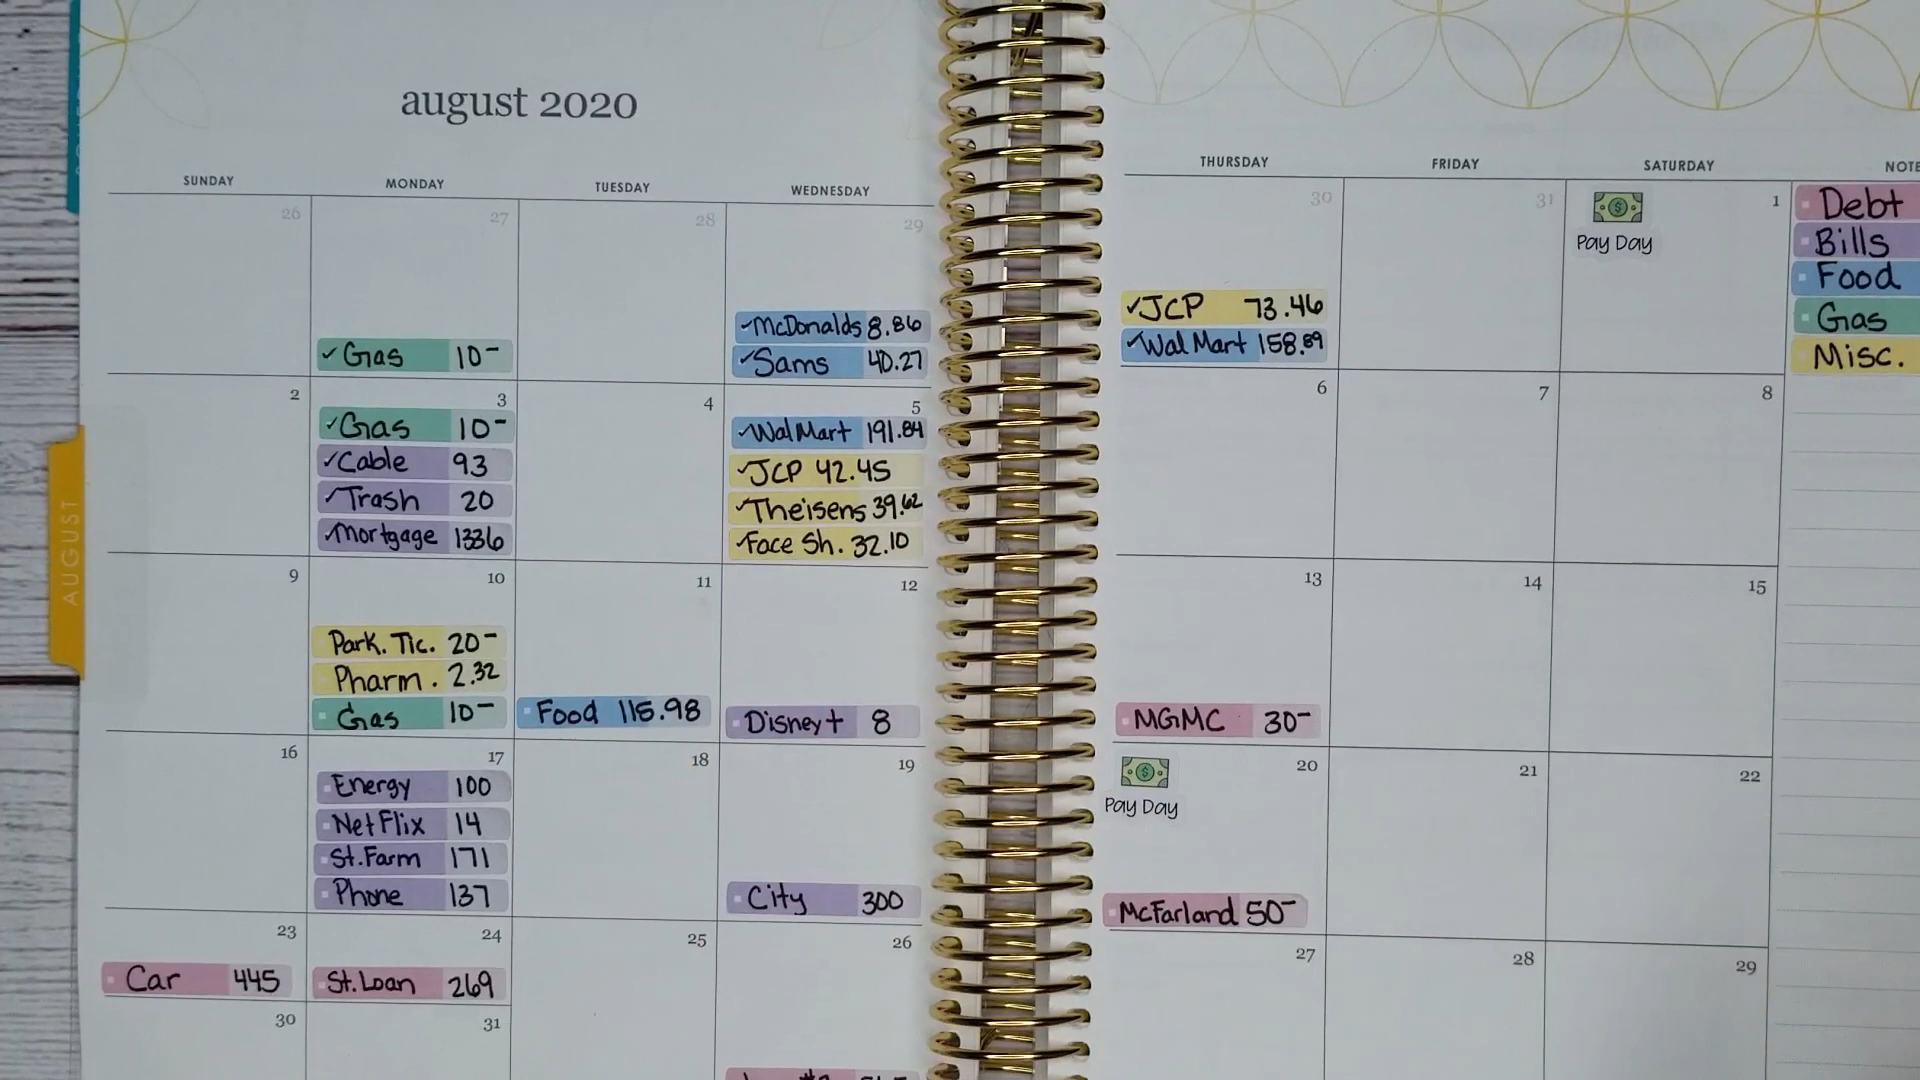 august 2020
SUNDAY MONDAY TUESDAY WEDNESDAY THURSDAY FRIDAY SATURDAY
26 27 28 29 30 31 1
Pay Day
✓Gas 10-
✓McDonalds 8.86
✓Sams 40.27
✓JCP 73.46
✓WalMart 158.89
Debt
Bills
Food
Gas
Misc.
2 3 4 5 6 7 8
✓Gas 10-
✓Cable 93
✓Trash 20
✓Mortgage 1336
✓WalMart 191.84
✓JCP 42.45
✓Theisens 39.62
✓Face Sh. 32.10
AUGUST
9 10 11 12 13 14 15
Park. Tic. 20-
Pharm. 2.32
Gas 10-
Food 115.98
Disney+ 8
MGMC 30-
16 17 18 19 20 21 22
Energy 100
NetFlix 14
St.Farm 171
Phone 137
City 300
Pay Day
McFarland 50-
23 24 25 26 27 28 29
Car 445
St.Loan 269
30 31